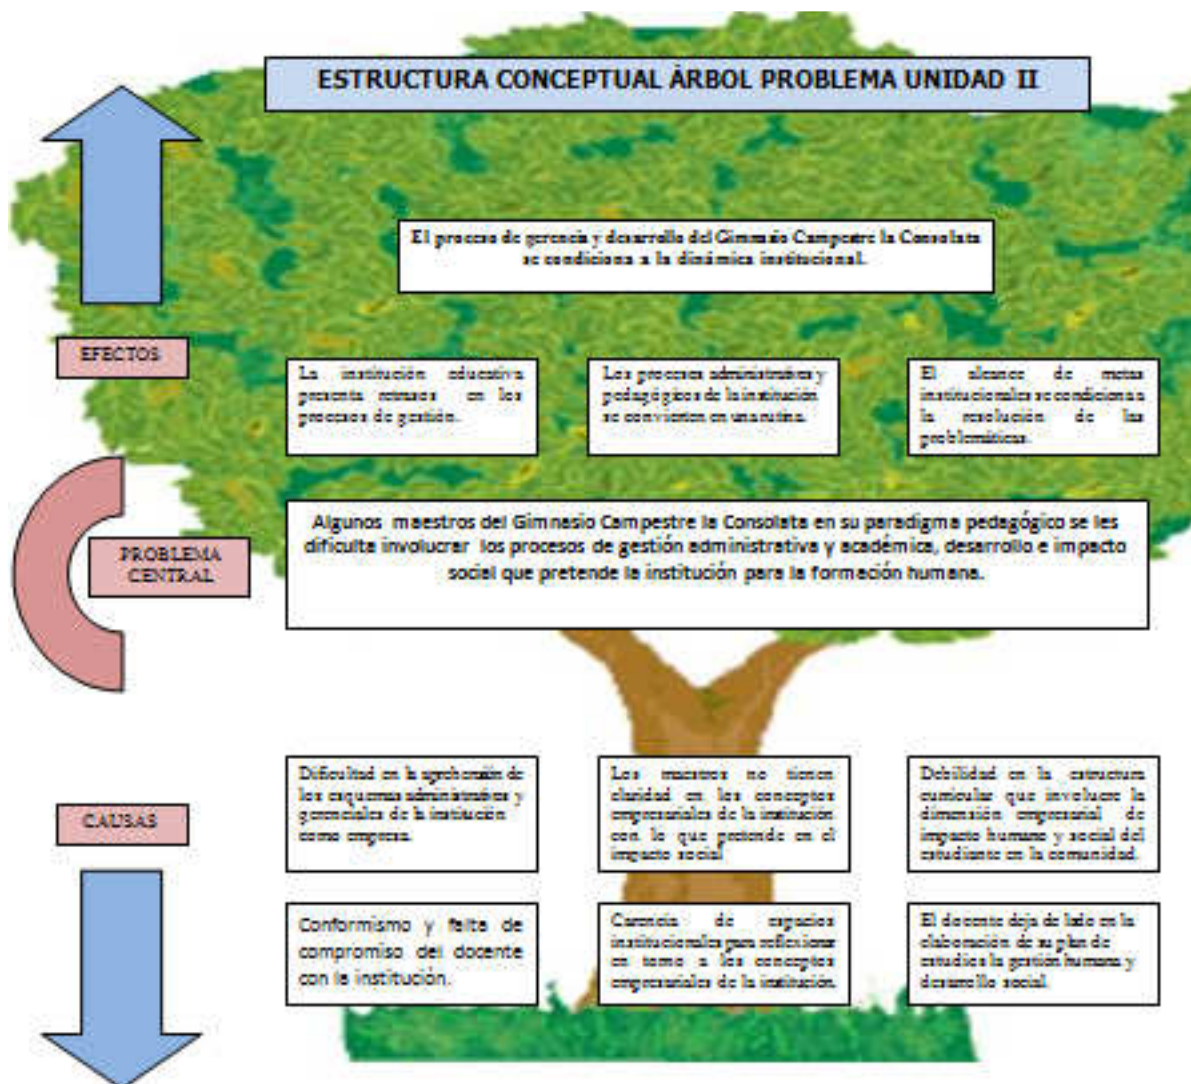 ESTRUCTURA CONCEPTUAL ÀRBOL PROBLEMA UNIDAD II
El proceso de gerencia y desarrollo del Gimnasio Campestre la Consolata
se condiciona a la dinámica institucional.
EFECTOS
La institución educativa
presenta retrasos en los
procesos de gestión.
Los procesos administrativos y
pedagógicos de la institución
se convierten en una rutina.
El alcance de metas
institucionales se condiciona a
la resolución de las
problemáticas.
PROBLEMA
CENTRAL
Algunos maestros del Gimnasio Campestre la Consolata en su paradigma pedagógico se les
dificulta involucrar los procesos de gestión administrativa y académica, desarrollo e impacto
social que pretende la institución para la formación humana.
CAUSAS
Dificultad en la aprehensión de
los esquemas administrativos y
gerenciales de la institución
como empresa.
Los maestros no tienen
claridad en los conceptos
empresariales de la institución
con lo que pretende en el
impacto social
Debilidad en la estructura
curricular que involucre la
dimensión empresarial de
impacto humano y social del
estudiante en la comunidad.
Conformismo y falta de
compromiso del docente
con la institución.
Carencia de espacios
institucionales para reflexionar
en torno a los conceptos
empresariales de la institución.
El docente deja de lado en la
elaboración de su plan de
estudios la gestión humana y
desarrollo social.